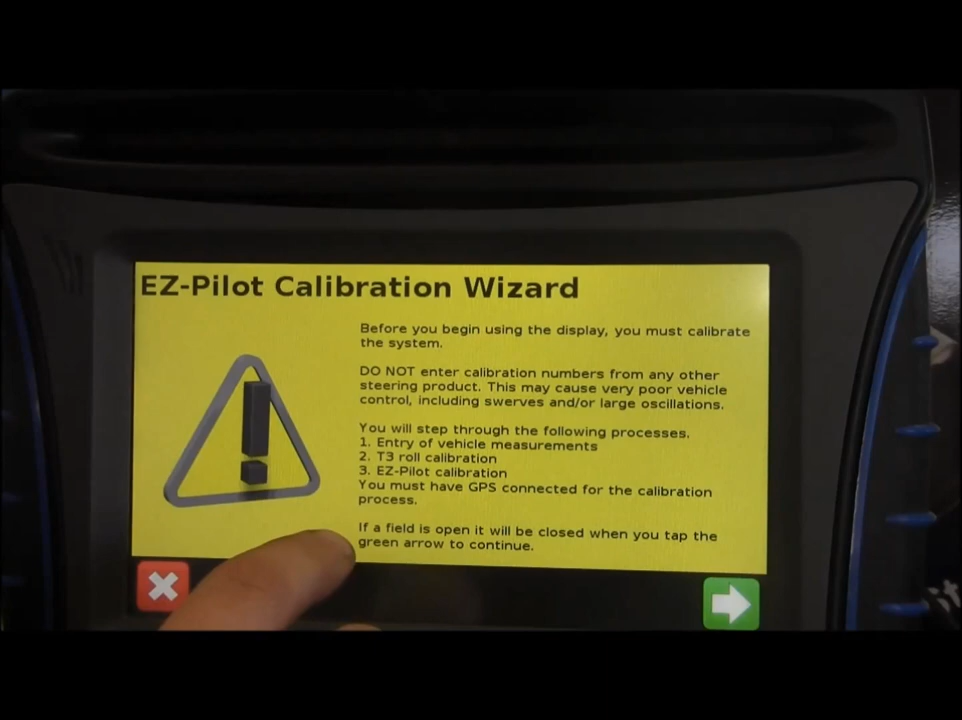 EZ-Pilot Calibration Wizard
Before you begin using the display, you must calibrate
the system.
DO NOT enter calibration numbers from any other
steering product. This may cause very poor vehicle
control, including swerves and/or large oscillations.
You will step through the following processes.
1. Entry of vehicle measurements
2. T3 roll calibration
3. EZ-Pilot calibration
You must have GPS connected for the calibration
process.
If a field is open it will be closed when you tap the
green arrow to continue.